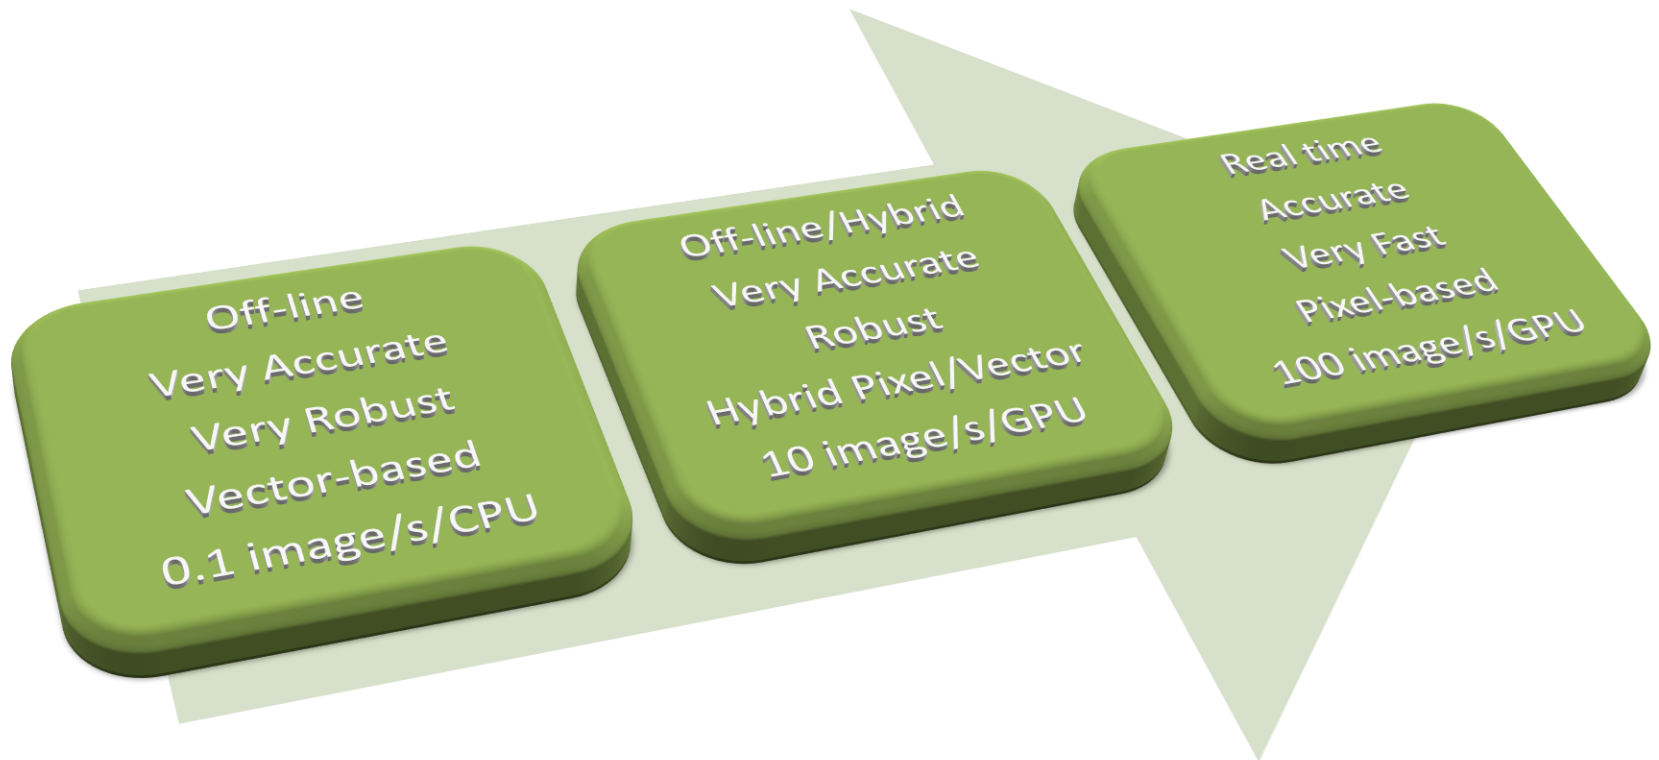 Off-line
Very Accurate
Very Robust
Vector-based
0.1 image/s/CPU
Off-line/Hybrid
Very Accurate
Robust
Hybrid Pixel/Vector
10 image/s/GPU
Real time
Accurate
Very Fast
Pixel-based
100 image/s/GPU